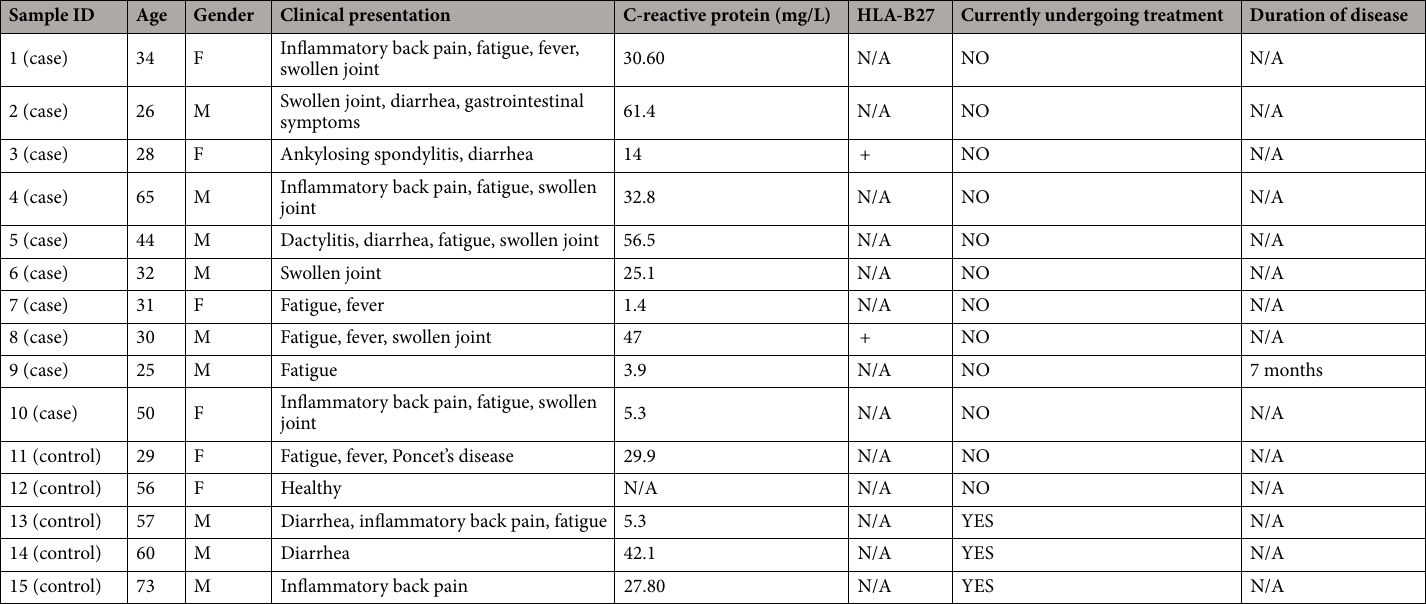 Sample ID Age Gender Clinical presentation C-reactive protein (mg/L) HLA-B27 Currently undergoing treatment Duration of disease
1 (case) 34 F Inflammatory back pain, fatigue, fever,
swollen joint 30.60 N/A NO N/A
2 (case) 26 M Swollen joint, diarrhea, gastrointestinal
symptoms 61.4 N/A NO N/A
3 (case) 28 F Ankylosing spondylitis, diarrhea 14 + NO N/A
4 (case) 65 M Inflammatory back pain, fatigue, swollen
joint 32.8 N/A NO N/A
5 (case) 44 M Dactylitis, diarrhea, fatigue, swollen joint 56.5 N/A NO N/A
6 (case) 32 M Swollen joint 25.1 N/A NO N/A
7 (case) 31 F Fatigue, fever 1.4 N/A NO N/A
8 (case) 30 M Fatigue, fever, swollen joint 47 + NO N/A
9 (case) 25 M Fatigue 3.9 N/A NO 7 months
10 (case) 50 F Inflammatory back pain, fatigue, swollen
joint 5.3 N/A NO N/A
11 (control) 29 F Fatigue, fever, Poncet’s disease 29.9 N/A NO N/A
12 (control) 56 F Healthy N/A N/A NO N/A
13 (control) 57 M Diarrhea, inflammatory back pain, fatigue 5.3 N/A YES N/A
14 (control) 60 M Diarrhea 42.1 N/A YES N/A
15 (control) 73 M Inflammatory back pain 27.80 N/A YES N/A